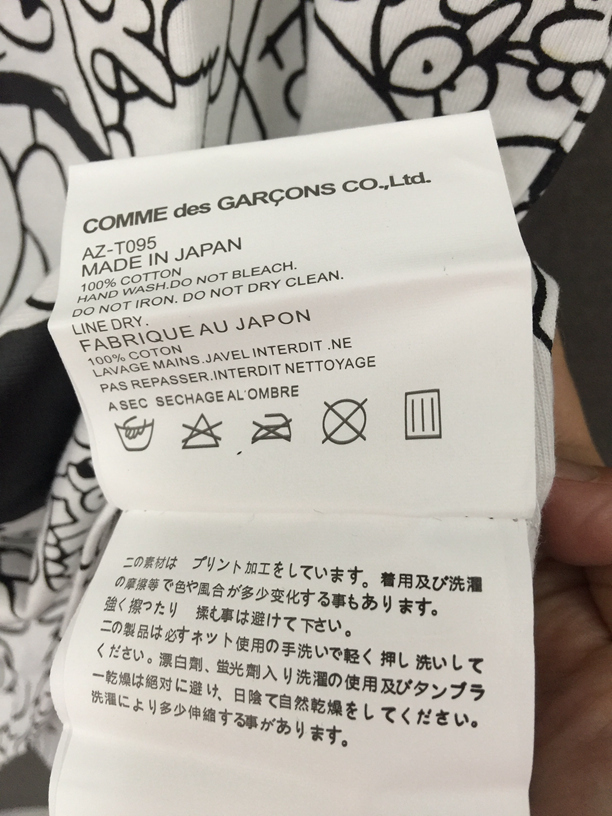 COMME des GARÇONS CO.,Ltd.
AZ-T095
MADE IN JAPAN
100% COTTON
HAND WASH.DO NOT BLEACH.
DO NOT IRON. DO NOT DRY CLEAN.
LINE DRY.
FABRIQUE AU JAPON
100% COTON
LAVAGE MAINS.JAVEL INTERDIT .NE
PAS REPASSER.INTERDIT NETTOYAGE
A SEC SECHAGE AL'OMBRE
二の素材は プリント加工をしています。着用及び洗濯
の摩擦等で色や風合が多少変化する事もあります。
強く擦つたり 揉む事は避けて下さい。
二の製品は必すネット使用の手洗いで軽く押し洗いして
ください。漂白劑、蛍光劑入り洗濯の使用及びタンブラ
一乾燥は絶対に避け、日陰て自然乾燥をしてください。
洗濯により多少伸縮する事があります。